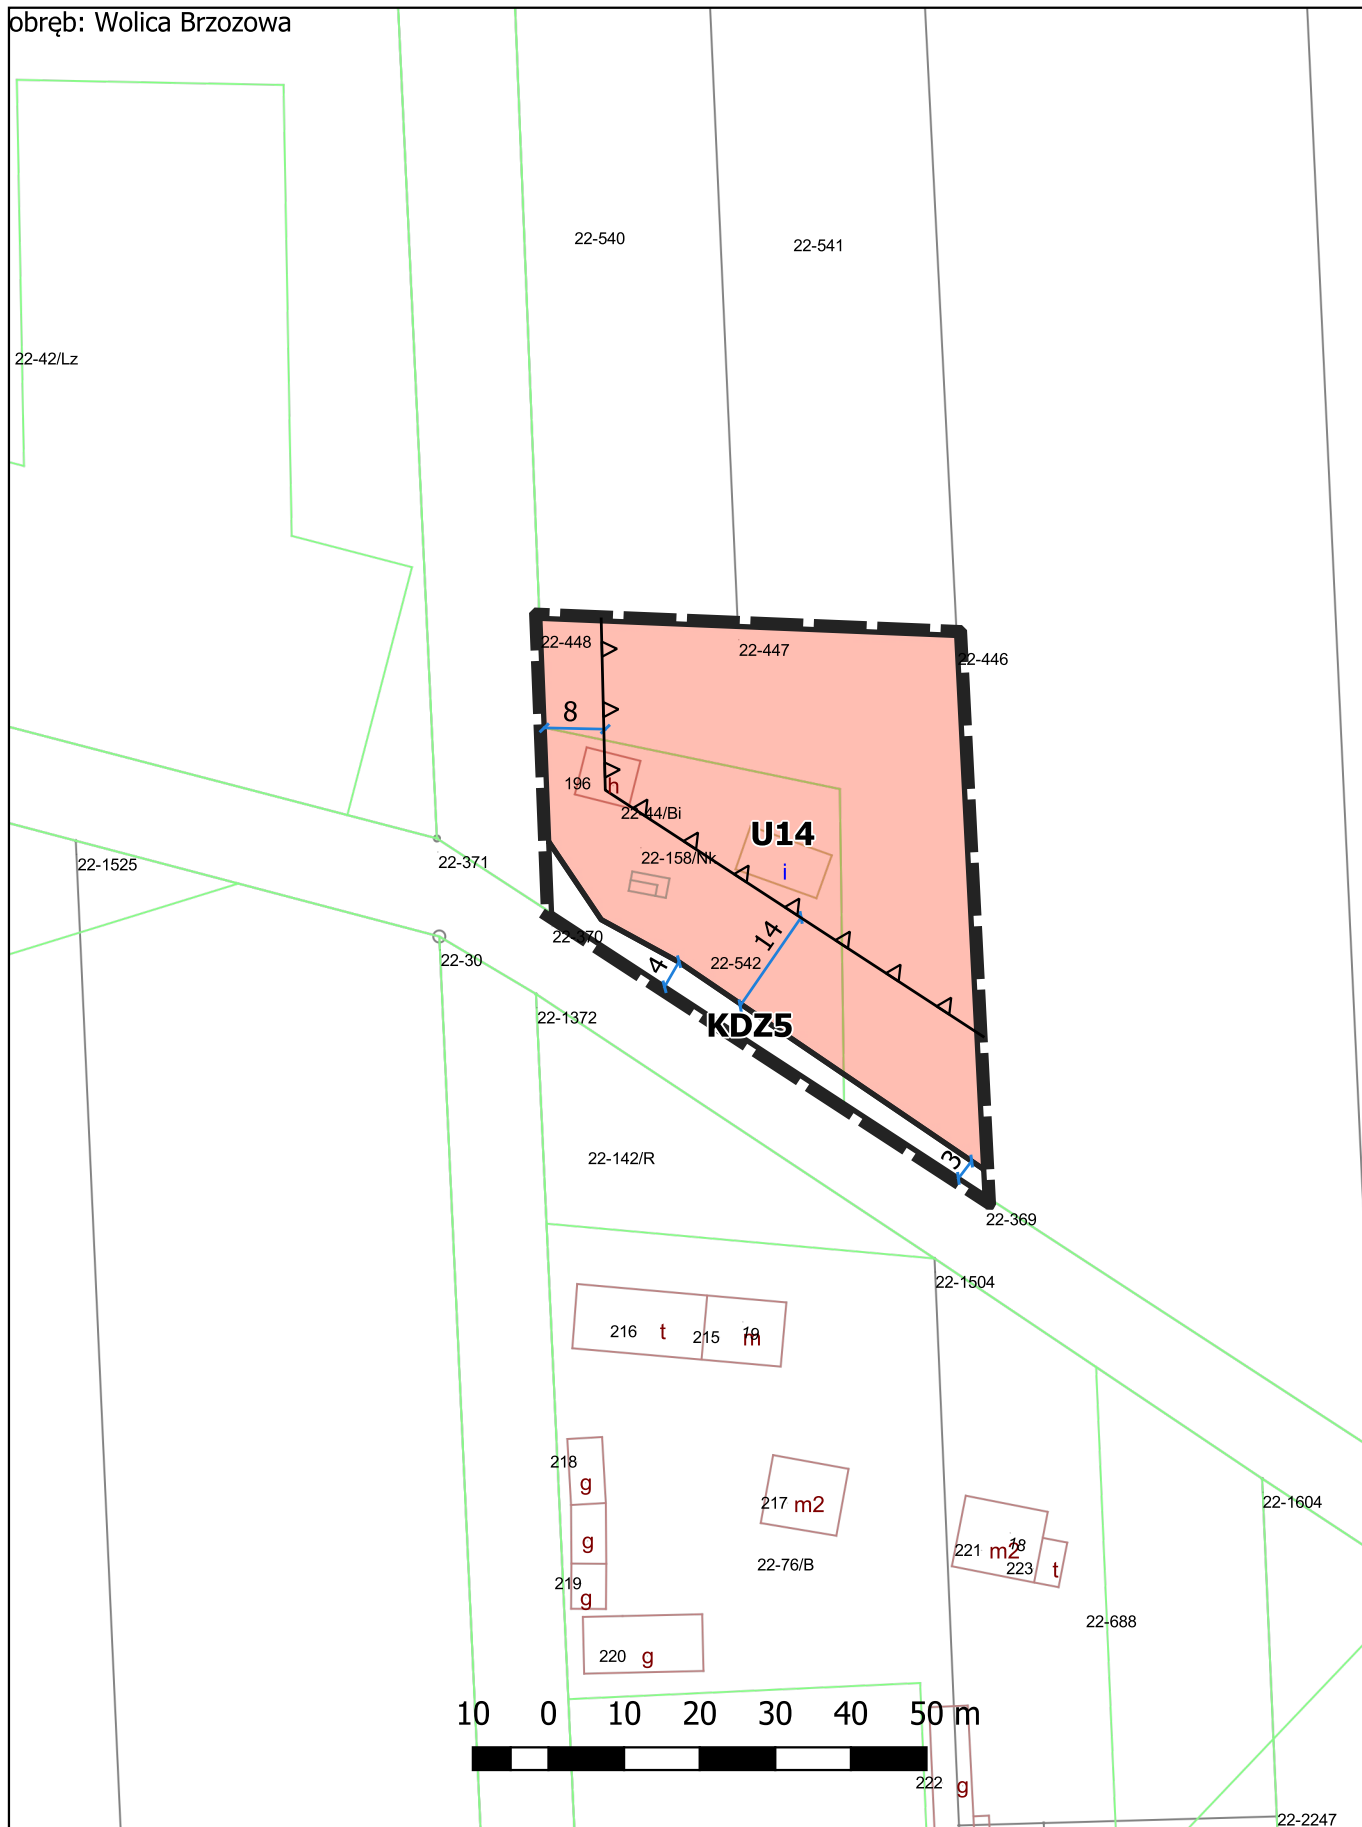 obręb: Wolica Brzozowa
22-540
22-541
22-42/Lz
22-448
22-447
22-446
8
196
h
22-44/Bi
U14
22-1525
22-371
22-158/Nk
i
22-370
14
22-30
4
22-542
22-1372
KDZ5
22-142/R
3
22-369
22-1504
216
t
215
19
m
218
g
217
m2
22-1604
g
18
221
m2
22-76/B
223
t
219
g
22-688
220
g
10 0 10 20 30 40 50 m
222
g
22-2247